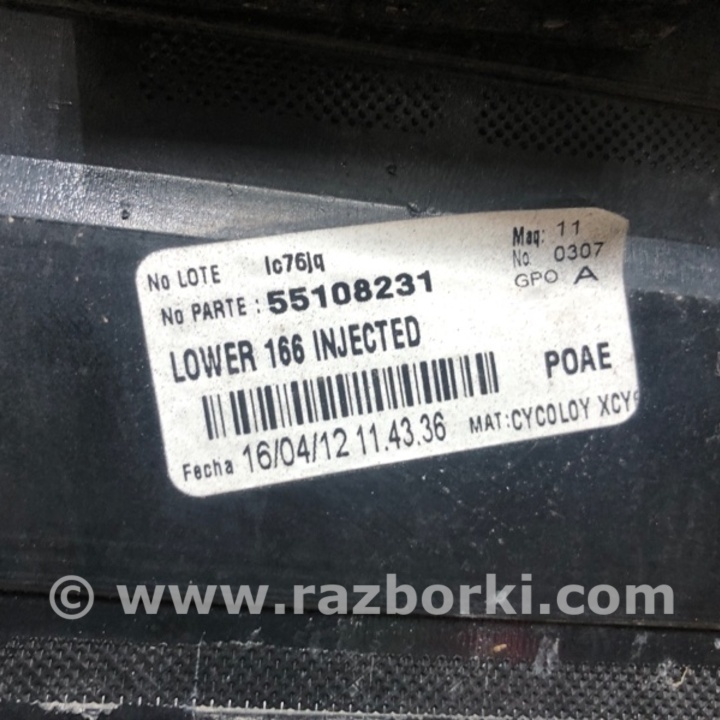 No LOTE lc76jq
Maq: 11
No. 0307
GPO A
No PARTE : 55108231
LOWER 166 INJECTED
POAE
Fecha 16/04/12 11.43.36
MAT:CYCOLOY XCY
© www.razborki.com